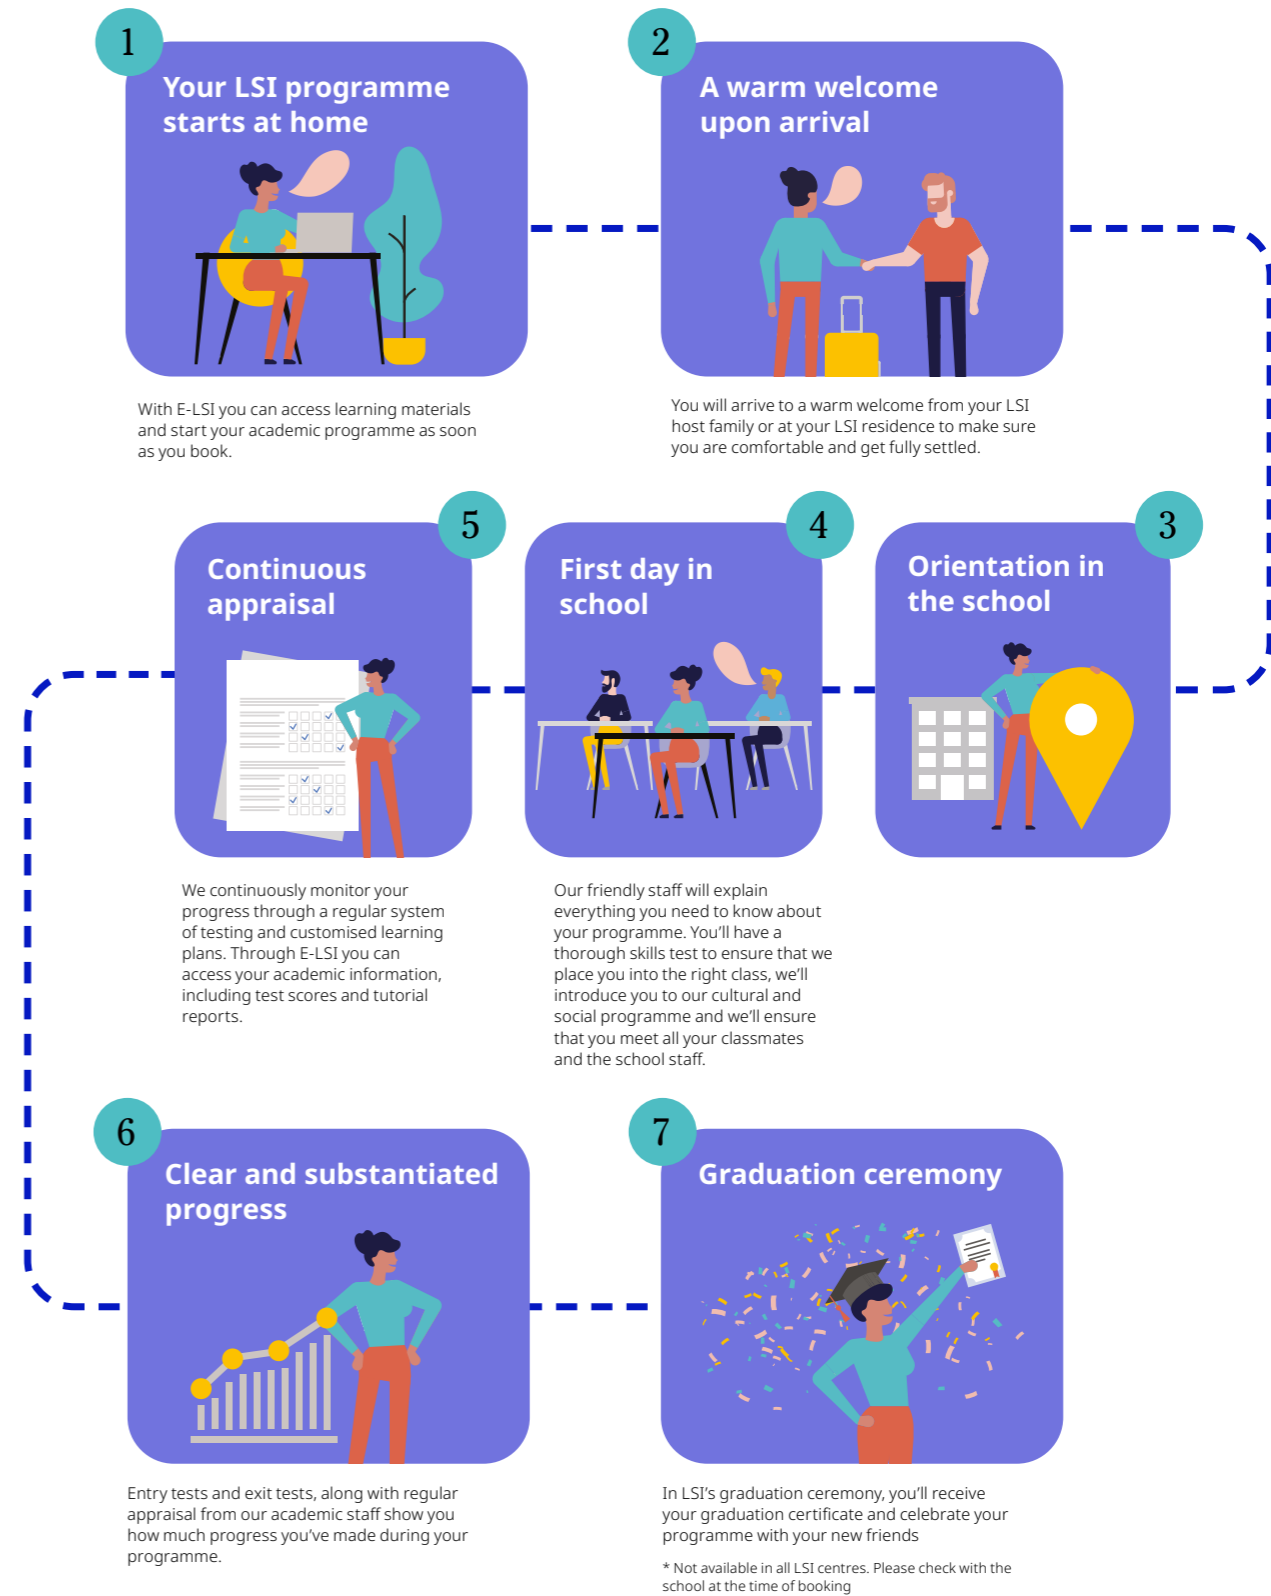 1
Your LSI programme
starts at home
With E-LSI you can access learning materials
and start your academic programme as soon
as you book.
2
A warm welcome
upon arrival
You will arrive to a warm welcome from your LSI
host family or at your LSI residence to make sure
you are comfortable and get fully settled.
3
Orientation in
the school
4
First day in
school
Our friendly staff will explain
everything you need to know about
your programme. You’ll have a
thorough skills test to ensure that we
place you into the right class, we’ll
introduce you to our cultural and
social programme and we’ll ensure
that you meet all your classmates
and the school staff.
5
Continuous
appraisal
We continuously monitor your
progress through a regular system
of testing and customised learning
plans. Through E-LSI you can
access your academic information,
including test scores and tutorial
reports.
6
Clear and substantiated
progress
Entry tests and exit tests, along with regular
appraisal from our academic staff show you
how much progress you’ve made during your
programme.
7
Graduation ceremony
In LSI’s graduation ceremony, you’ll receive
your graduation certificate and celebrate your
programme with your new friends
* Not available in all LSI centres. Please check with the
school at the time of booking